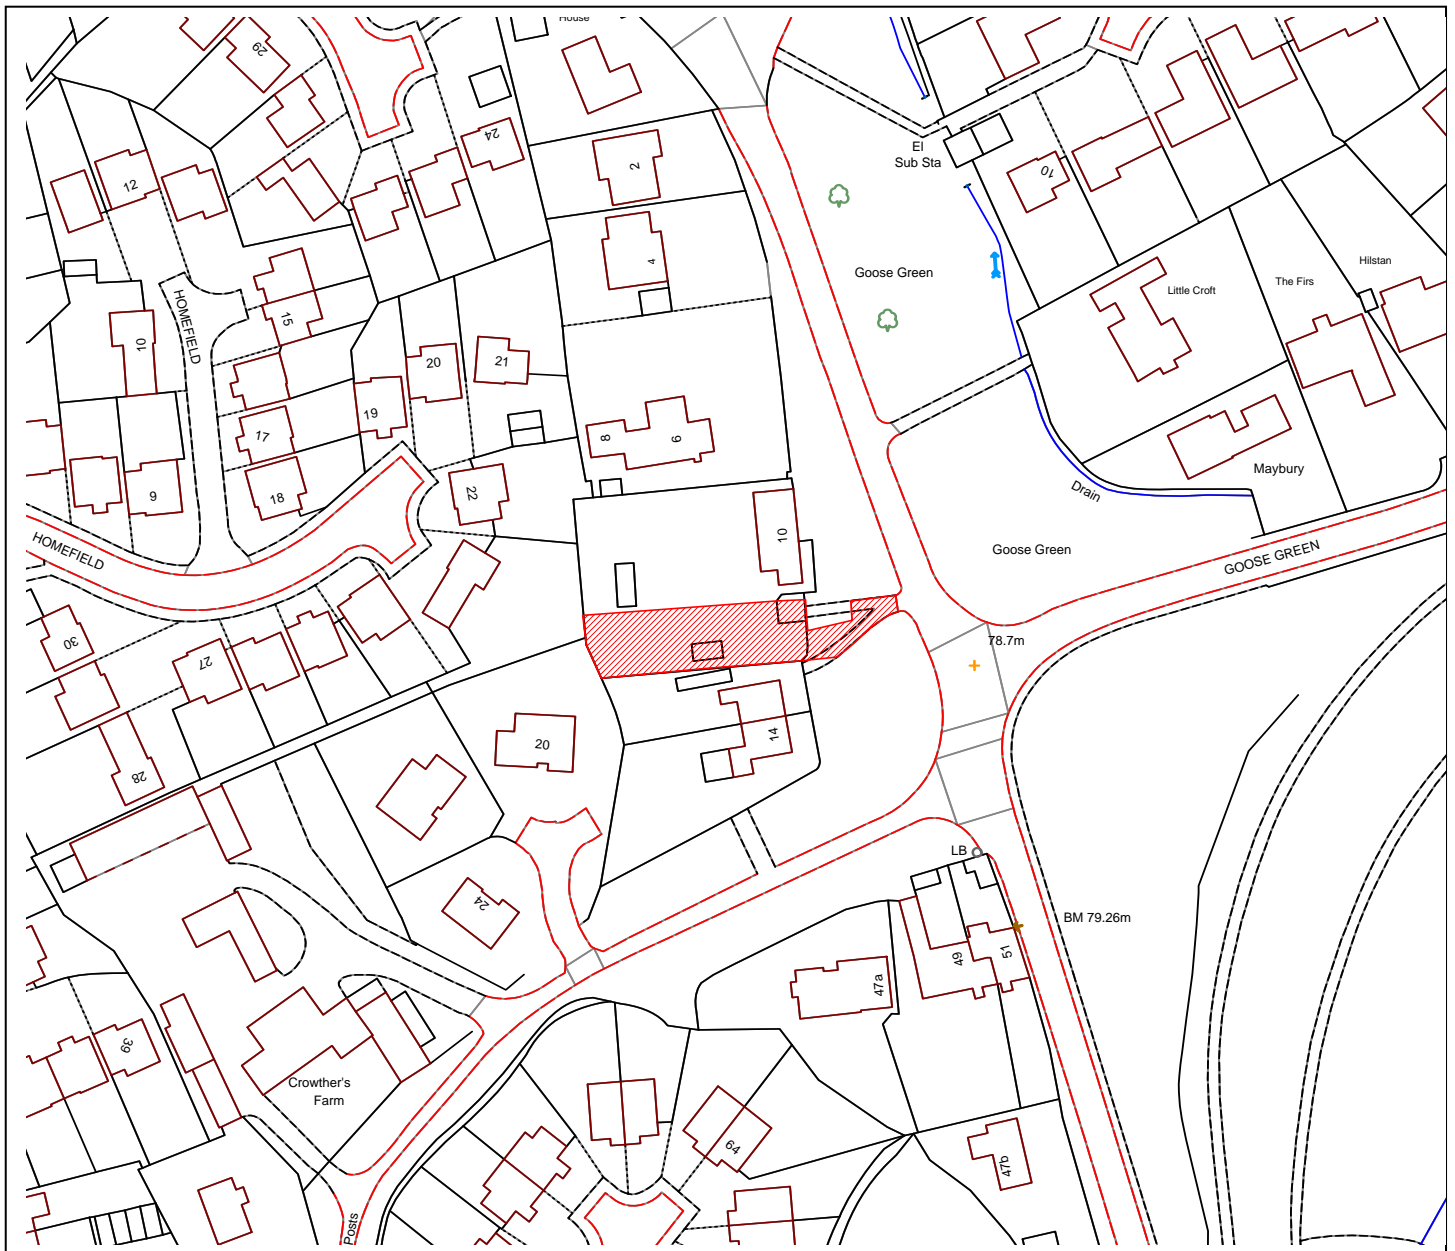 House
29
24
2
12
El
Sub Sta
10
4
Goose Green
Little Croft
The Firs
Hilstan
HOMEFIELD
15
10
20
21
19
17
8
6
18
9
22
Maybury
Drain
10
Goose Green
GOOSE GREEN
HOMEFIELD
30
27
78.7m
28
20
14
24
LB
BM 79.26m
49
51
47a
39
Crowther's
Farm
64
47b
Posts